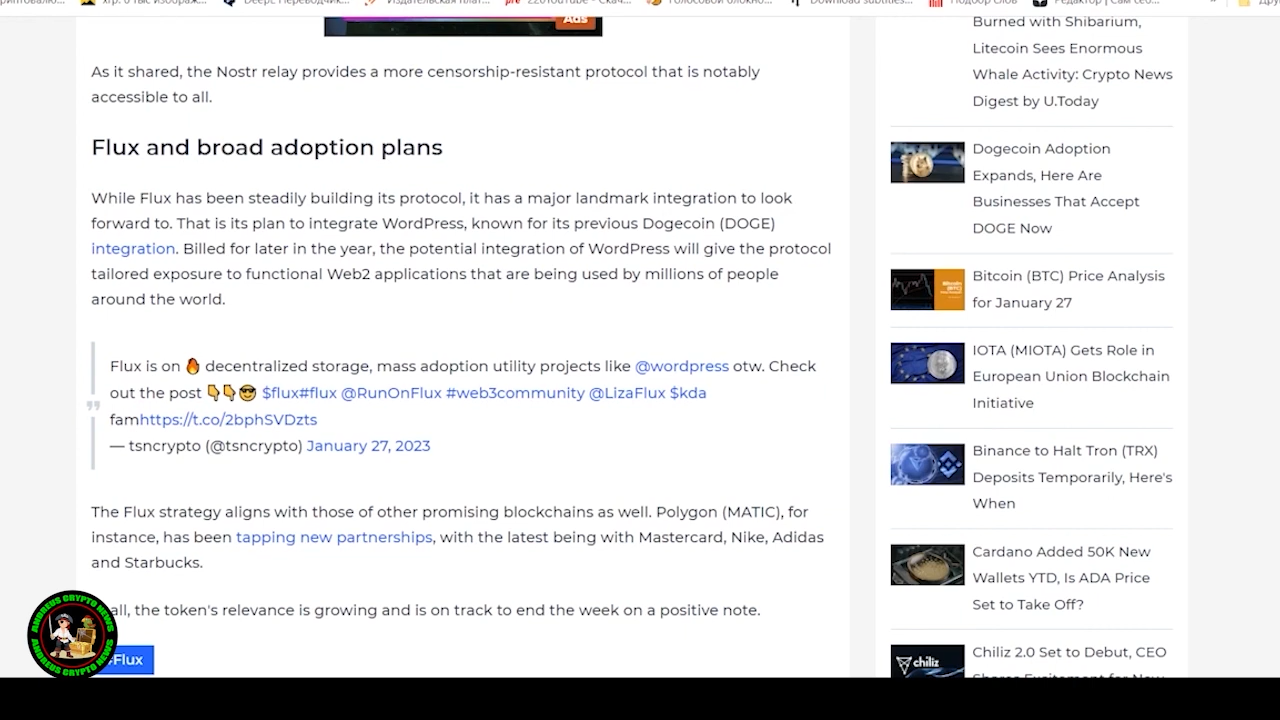 Ads
As it shared, the Nostr relay provides a more censorship-resistant protocol that is notably
accessible to all.
Flux and broad adoption plans
While Flux has been steadily building its protocol, it has a major landmark integration to look
forward to. That is its plan to integrate WordPress, known for its previous Dogecoin (DOGE)
integration. Billed for later in the year, the potential integration of WordPress will give the protocol
tailored exposure to functional Web2 applications that are being used by millions of people
around the world.
Flux is on 🔥 decentralized storage, mass adoption utility projects like @wordpress otw. Check
out the post 👇👇😎 $flux#flux @RunOnFlux #web3community @LizaFlux $kda
famhttps://t.co/2bphSVDzts
— tsncrypto (@tsncrypto) January 27, 2023
The Flux strategy aligns with those of other promising blockchains as well. Polygon (MATIC), for
instance, has been tapping new partnerships, with the latest being with Mastercard, Nike, Adidas
and Starbucks.
all, the token's relevance is growing and is on track to end the week on a positive note.
Flux
ANDREUS CRYPTO NEWS
ANDREUS CRYPTO NEWS
Burned with Shibarium,
Litecoin Sees Enormous
Whale Activity: Crypto News
Digest by U.Today
Dogecoin Adoption
Expands, Here Are
Businesses That Accept
DOGE Now
Bitcoin (BTC) Price Analysis
for January 27
IOTA (MIOTA) Gets Role in
European Union Blockchain
Initiative
Binance to Halt Tron (TRX)
Deposits Temporarily, Here's
When
Cardano Added 50K New
Wallets YTD, Is ADA Price
Set to Take Off?
chiliz
Chiliz 2.0 Set to Debut, CEO